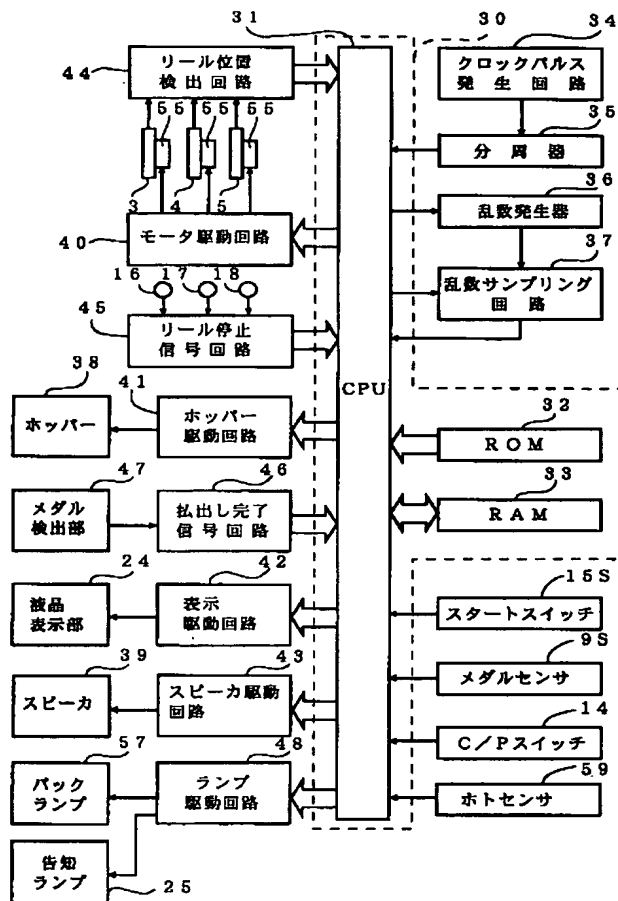 31
30
34
44
リール位置
検出回路
クロックパルス
発生回路
35
分周器
55
55
55
36
乱数発生器
3
4
5
37
40
モータ駆動回路
乱数サンプリング
回路
16
17
18
45
リール停止
信号回路
CPU
38
41
ホッパー
ホッパー
駆動回路
32
ROM
47
46
33
メダル
検出部
払出し完了
信号回路
RAM
24
42
15S
液晶
表示部
表示
駆動回路
スタートスイッチ
9S
39
43
メダルセンサ
スピーカ
スピーカ駆動
回路
14
C/Pスイッチ
57
48
59
バック
ランプ
ランプ
駆動回路
ホトセンサ
告知
ランプ
25